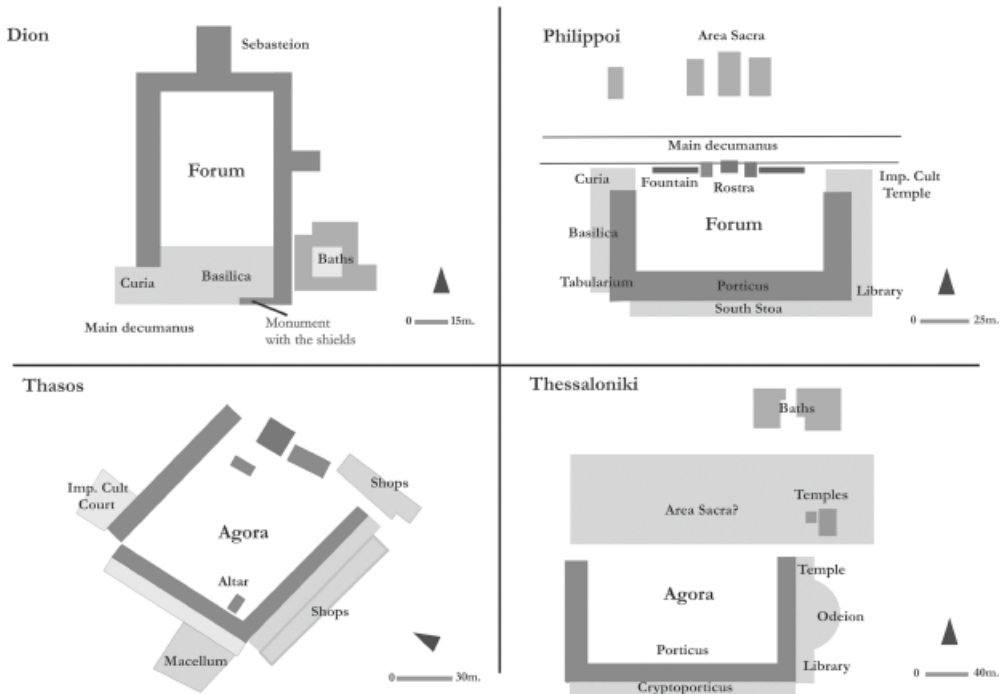 Dion
Sebasteion
Forum
Baths
Curia
Basilica
Main decumanus
Monument
with the shields
0 15m.
Philippoi
Area Sacra
Main decumanus
Curia
Fountain
Rostra
Imp. Cult
Temple
Basilica
Forum
Tabularium
Porticus
Library
South Stoa
0 25m.
Thasos
Imp. Cult
Court
Shops
Agora
Altar
Shops
Macellum
0 30m.
Thessaloniki
Baths
Temples
Area Sacra?
Temple
Agora
Odeion
Porticus
Library
Cryptoporticus
0 40m.